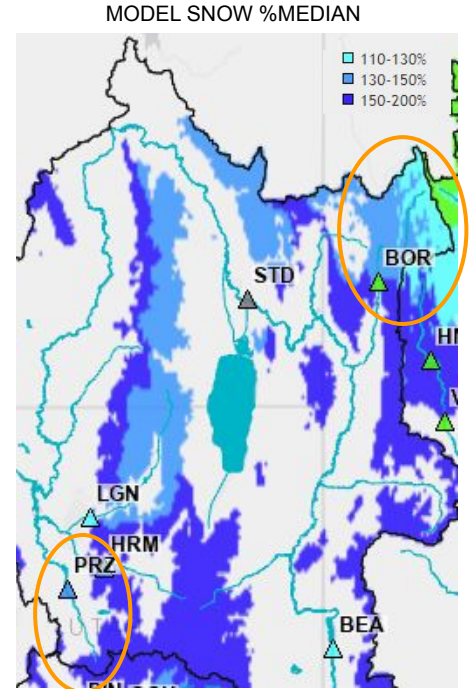 MODEL SNOW %MEDIAN
110-130%
130-150%
150-200%
BOR
STD
LGN
HRM
PRZ
U T
BEA